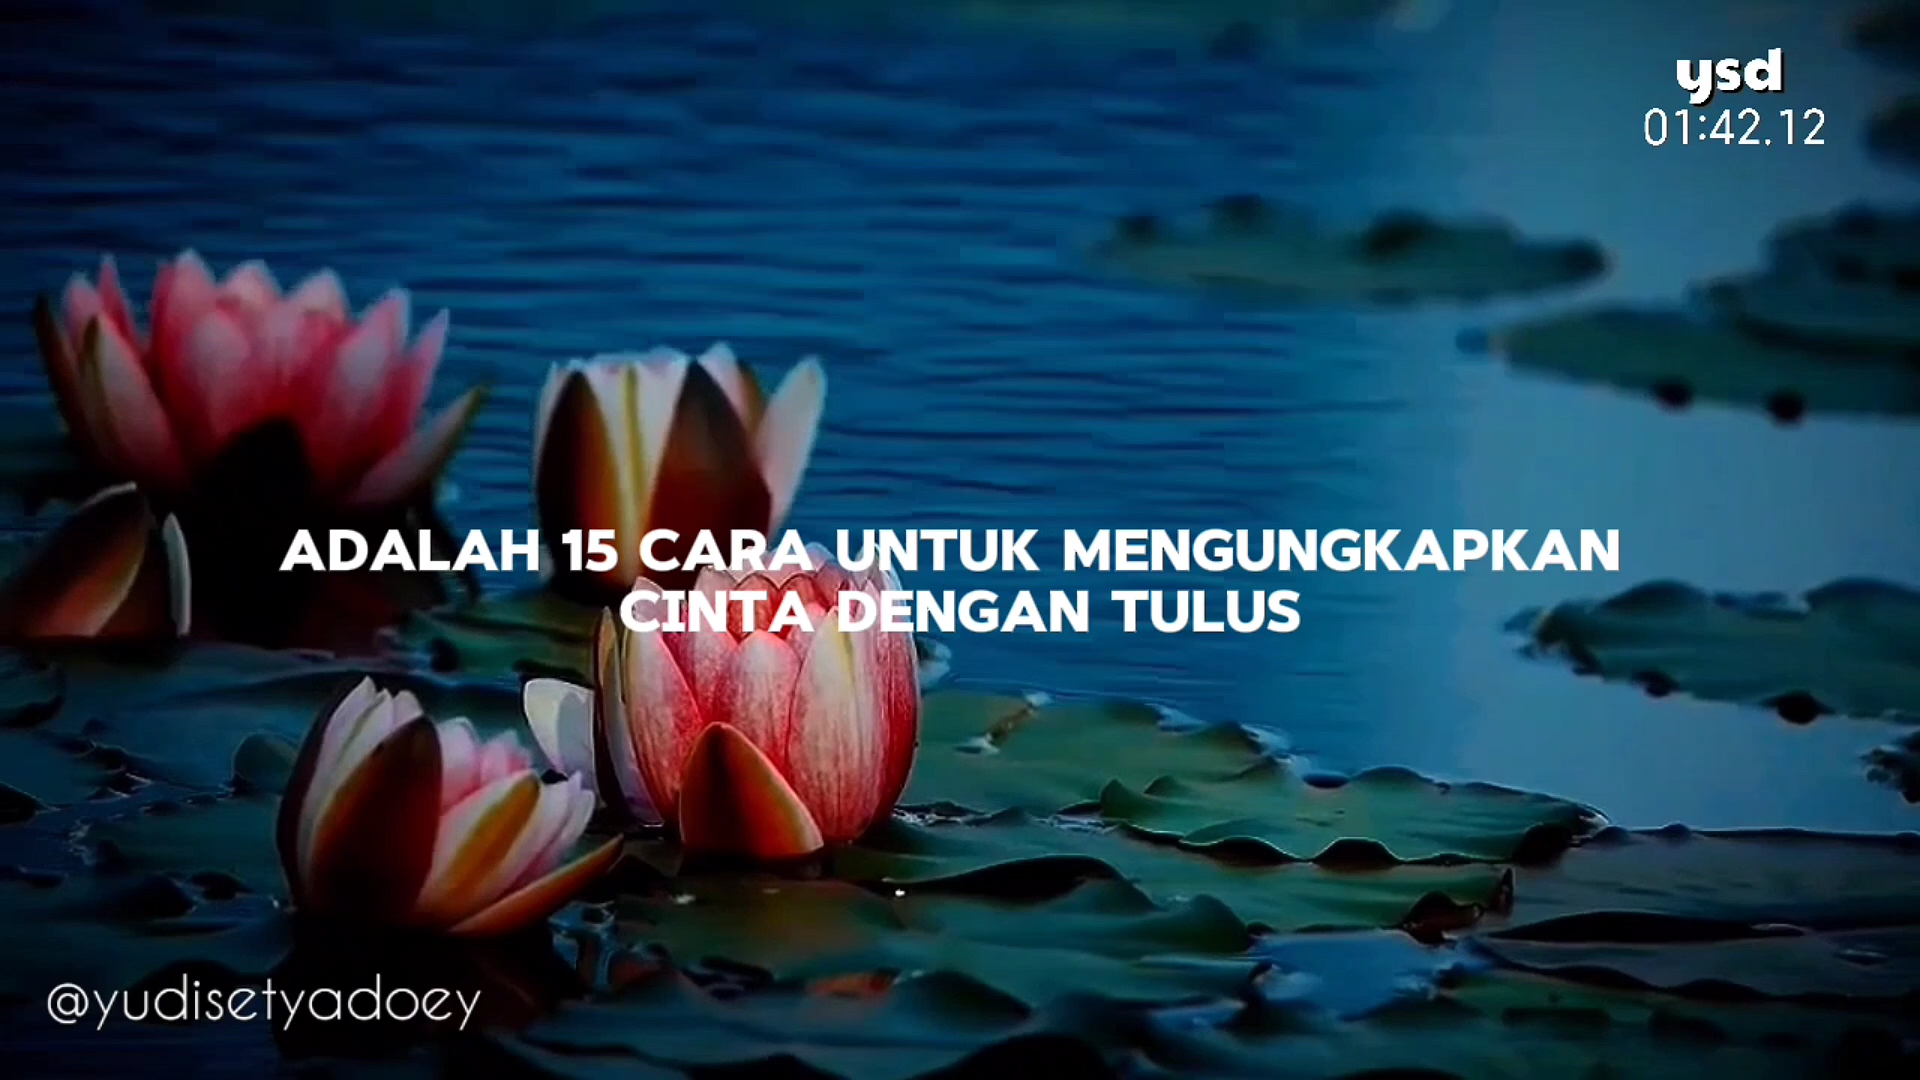 ysd
01:42.12
ADALAH 15 CARA UNTUK MENGUNGKAPKAN
CINTA DENGAN TULUS
@yudisetyadoey